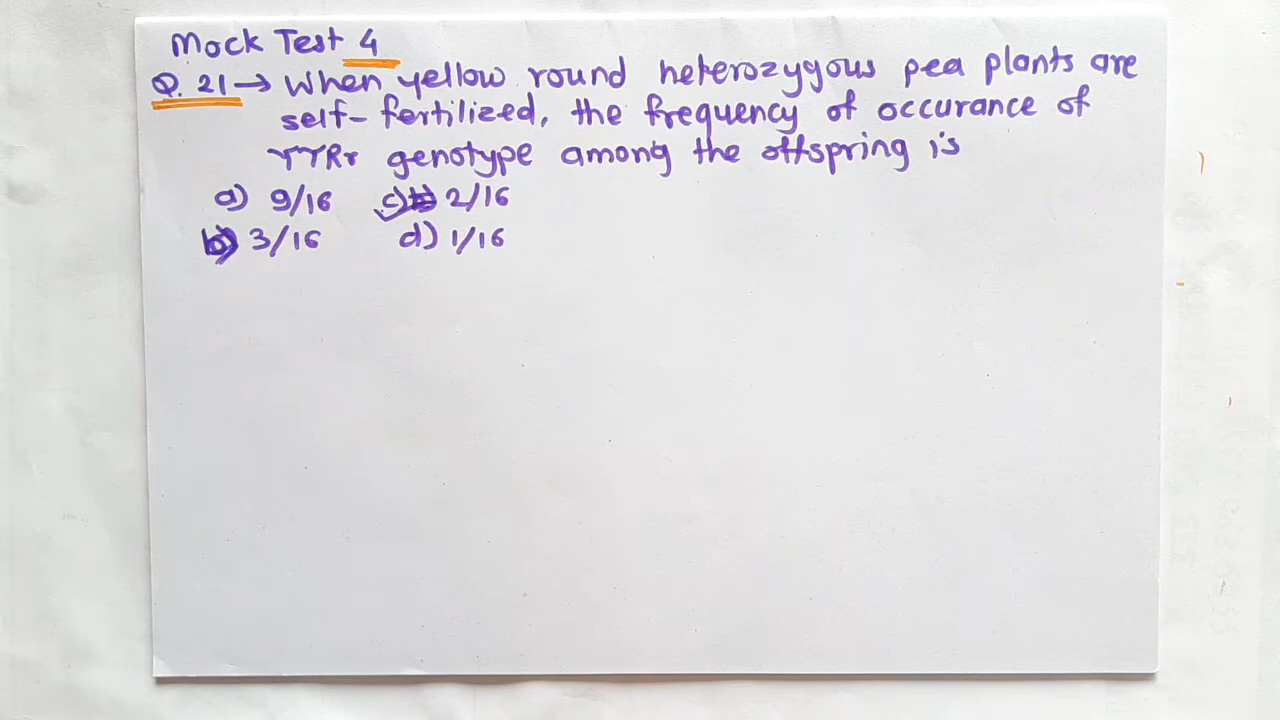 Mock Test 4
Q. 21 → When yellow round heterozygous pea plants are
self-fertilized, the frequency of occurance of
YYRr genotype among the offspring is
a) 9/16 c) 2/16
b) 3/16 d) 1/16